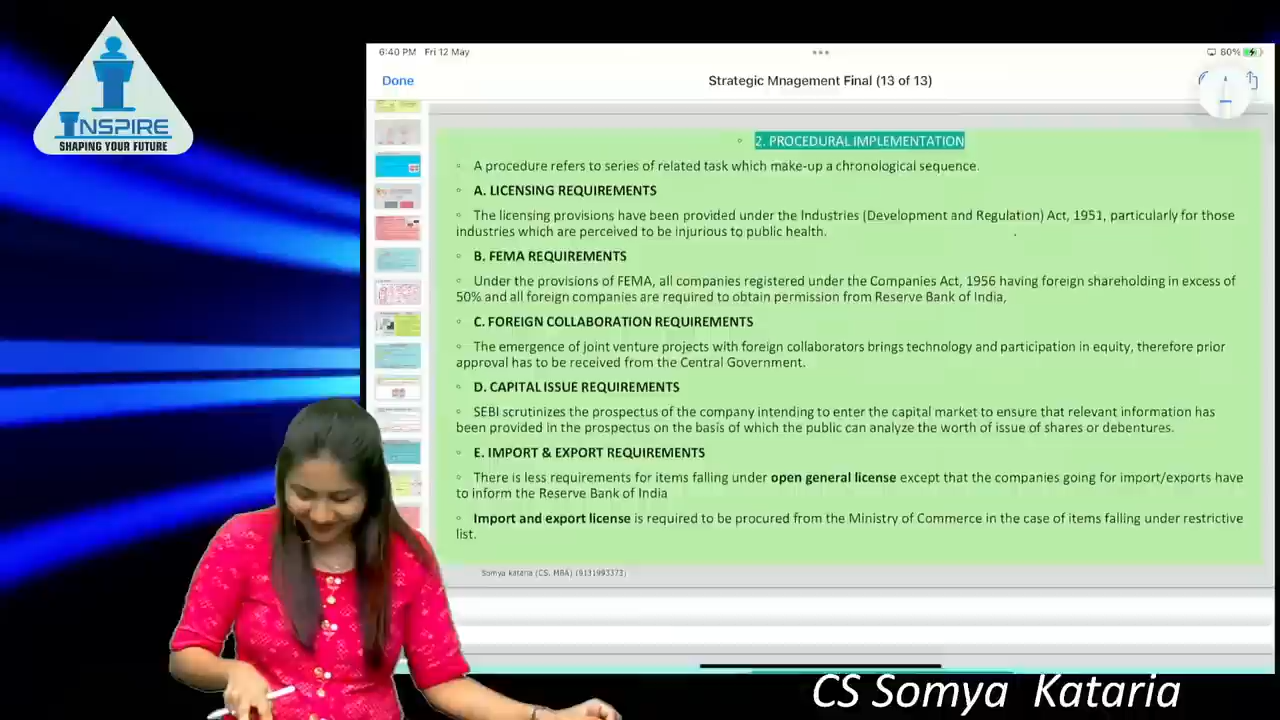 INSPIRE
SHAPING YOUR FUTURE
6:40 PM Fri 12 May
80%
Done
Strategic Mnagement Final (13 of 13)
2. PROCEDURAL IMPLEMENTATION
A procedure refers to series of related task which make-up a chronological sequence.
A. LICENSING REQUIREMENTS
The licensing provisions have been provided under the Industries (Development and Regulation) Act, 1951, particularly for those
industries which are perceived to be injurious to public health.
B. FEMA REQUIREMENTS
Under the provisions of FEMA, all companies registered under the Companies Act, 1956 having foreign shareholding in excess of
50% and all foreign companies are required to obtain permission from Reserve Bank of India,
C. FOREIGN COLLABORATION REQUIREMENTS
The emergence of joint venture projects with foreign collaborators brings technology and participation in equity, therefore prior
approval has to be received from the Central Government.
D. CAPITAL ISSUE REQUIREMENTS
SEBI scrutinizes the prospectus of the company intending to enter the capital market to ensure that relevant information has
been provided in the prospectus on the basis of which the public can analyze the worth of issue of shares or debentures.
E. IMPORT & EXPORT REQUIREMENTS
There is less requirements for items falling under open general license except that the companies going for import/exports have
to inform the Reserve Bank of India
Import and export license is required to be procured from the Ministry of Commerce in the case of items falling under restrictive
list.
Somya kataria (CS, MBA) (9131993373)
CS Somya Kataria